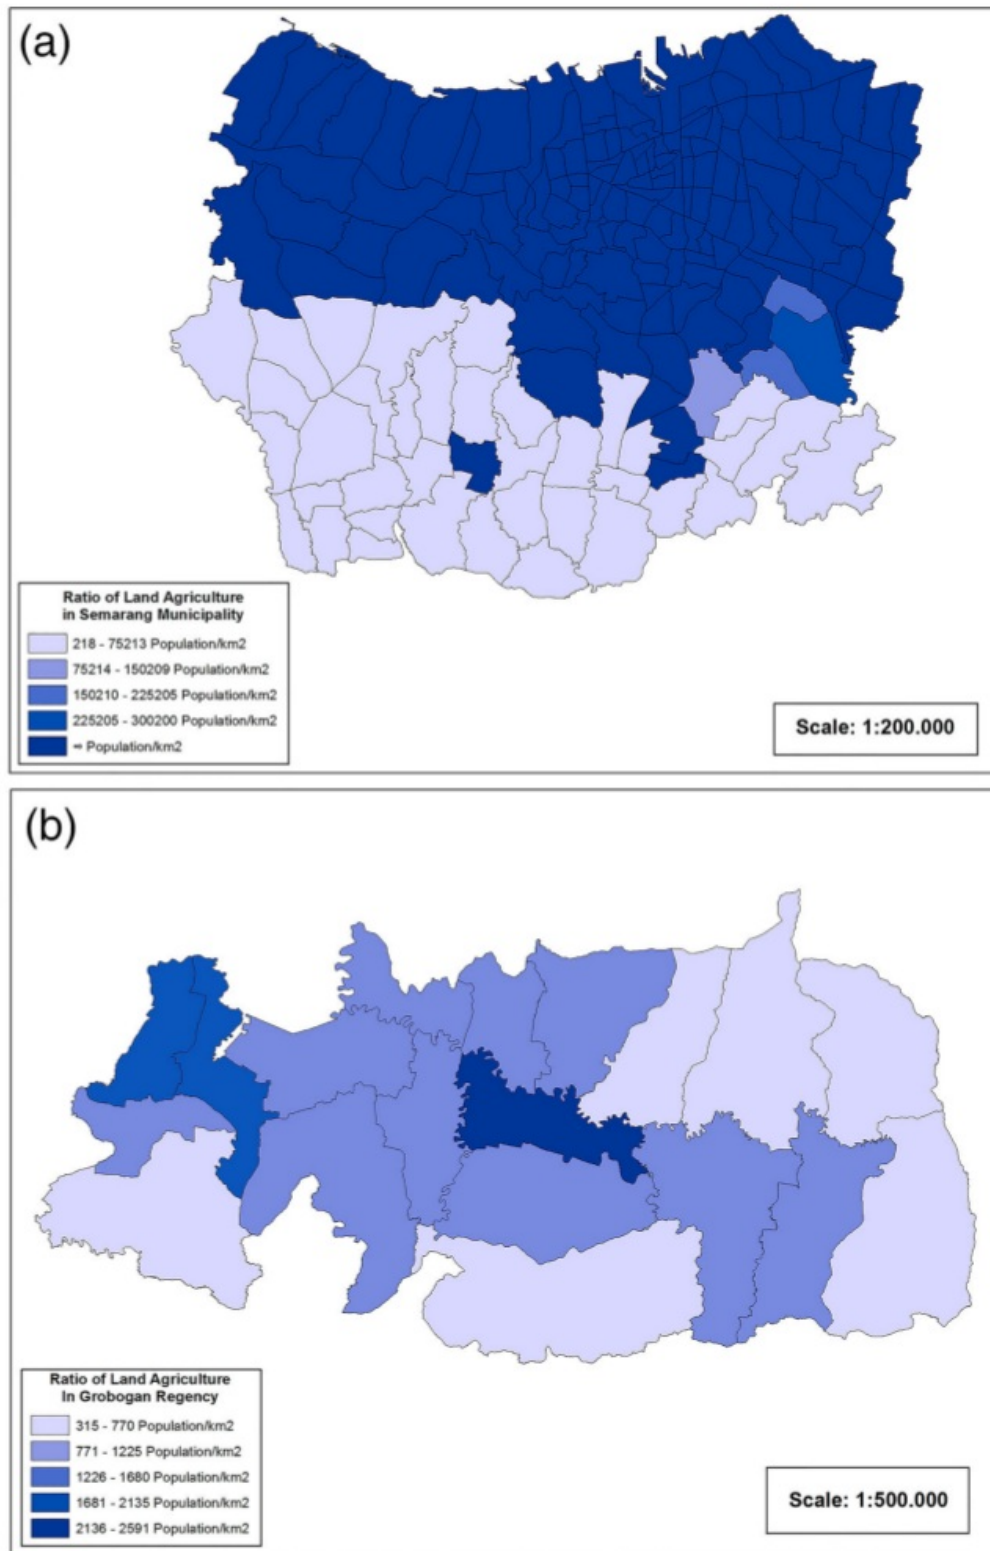 (a)
Ratio of Land Agriculture
in Semarang Municipality
218 - 75213 Population/km2
75214 - 150209 Population/km2
150210 - 225205 Population/km2
225205 - 300200 Population/km2
∞ Population/km2
Scale: 1:200.000
(b)
Ratio of Land Agriculture
In Grobogan Regency
315 - 770 Population/km2
771 - 1225 Population/km2
1226 - 1680 Population/km2
1681 - 2135 Population/km2
2136 - 2591 Population/km2
Scale: 1:500.000